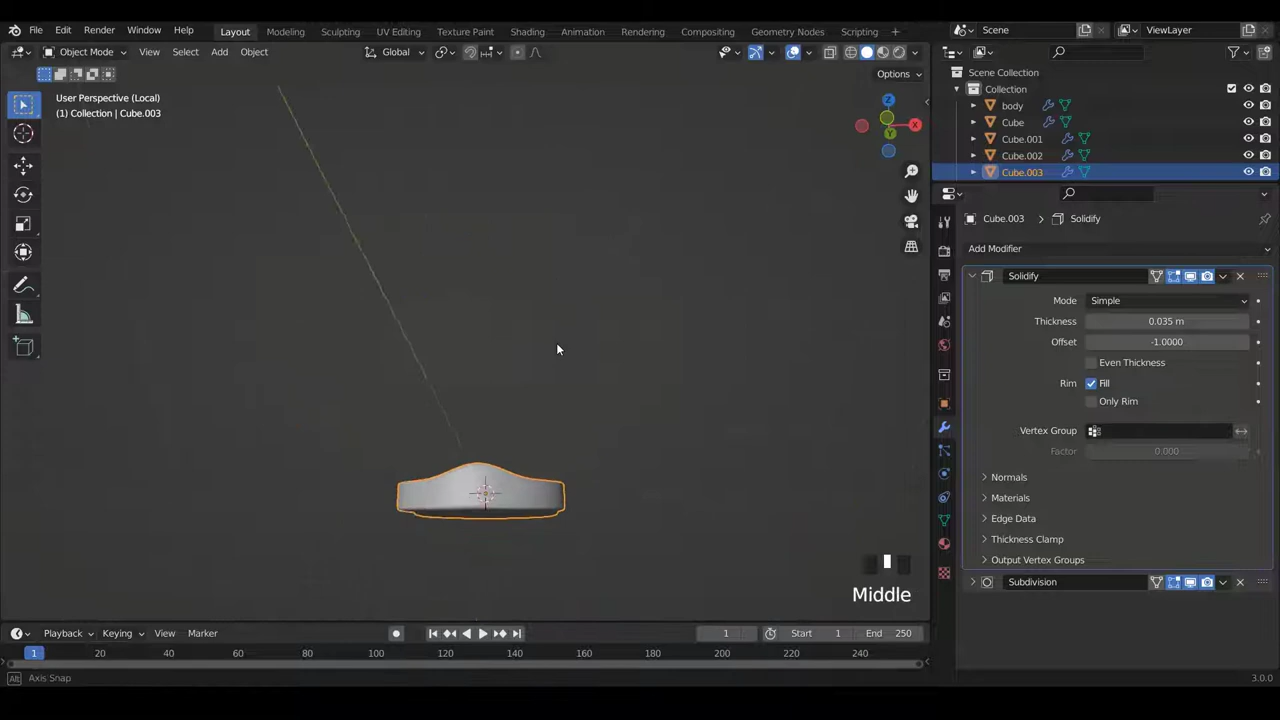 File Edit Render Window Help Layout Modeling Sculpting UV Editing Texture Paint Shading Animation Rendering Compositing Geometry Nodes Scripting + Scene ViewLayer
Object Mode View Select Add Object Global
Options
User Perspective (Local)
(1) Collection | Cube.003
Z
X
Y
Scene Collection
Collection
body
Cube
Cube.001
Cube.002
Cube.003
Cube.003 > Solidify
Add Modifier
Solidify
Mode Simple
Thickness 0.035 m
Offset -1.0000
Even Thickness
Rim Fill
Only Rim
Vertex Group
Factor 0.000
Normals
Materials
Edge Data
Thickness Clamp
Output Vertex Groups
Subdivision
Middle
Playback Keying View Marker 1 Start 1 End 250
1 20 40 60 80 100 120 140 160 180 200 220 240
Alt Axis Snap 3.0.0